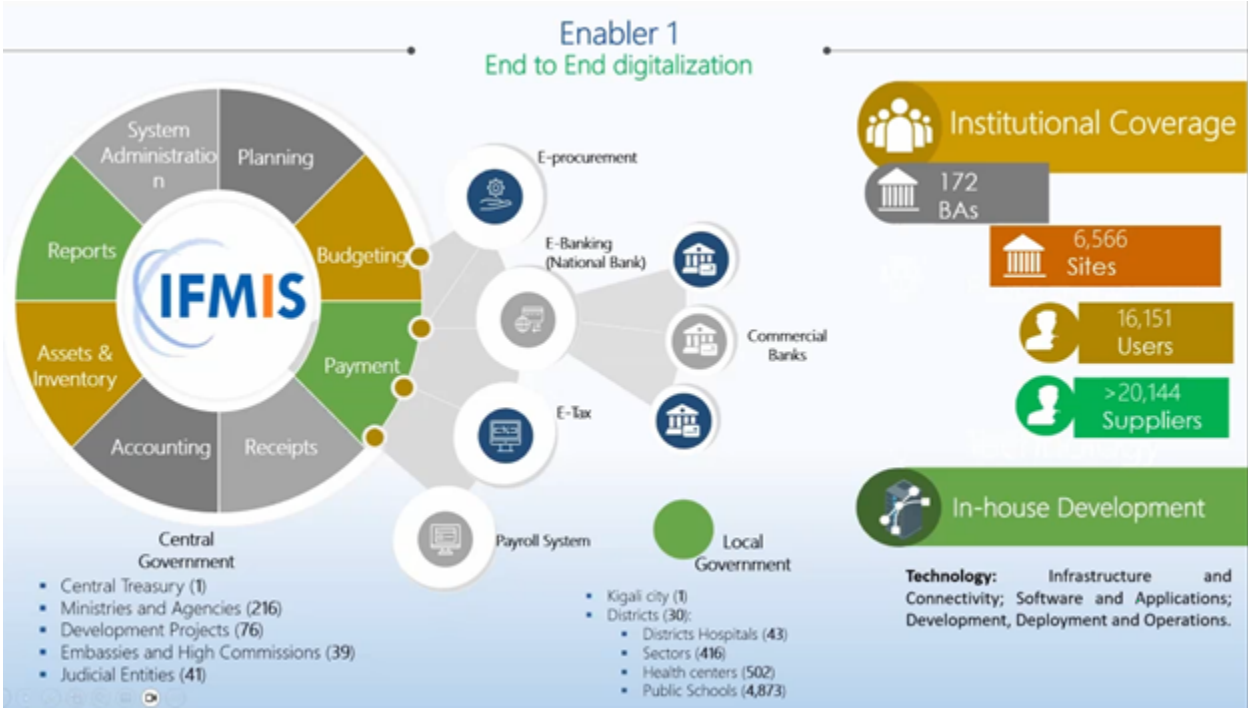 Enabler 1
End to End digitalization
System
Administratio
n
Planning
Reports
Budgeting
IFMIS
Assets &
Inventory
Payment
Accounting
Receipts
E-procurement
E-Banking
(National Bank)
Commercial
Banks
E-Tax
Payroll System
Central
Government
▪ Central Treasury (1)
▪ Ministries and Agencies (216)
▪ Development Projects (76)
▪ Embassies and High Commissions (39)
▪ Judicial Entities (41)
Local
Government
▪ Kigali city (1)
▪ Districts (30):
▪ Districts Hospitals (43)
▪ Sectors (416)
▪ Health centers (502)
▪ Public Schools (4,873)
Institutional Coverage
172
BAs
6,566
Sites
16,151
Users
>20,144
Suppliers
Technology
In-house Development
Technology: Infrastructure and
Connectivity; Software and Applications;
Development, Deployment and Operations.